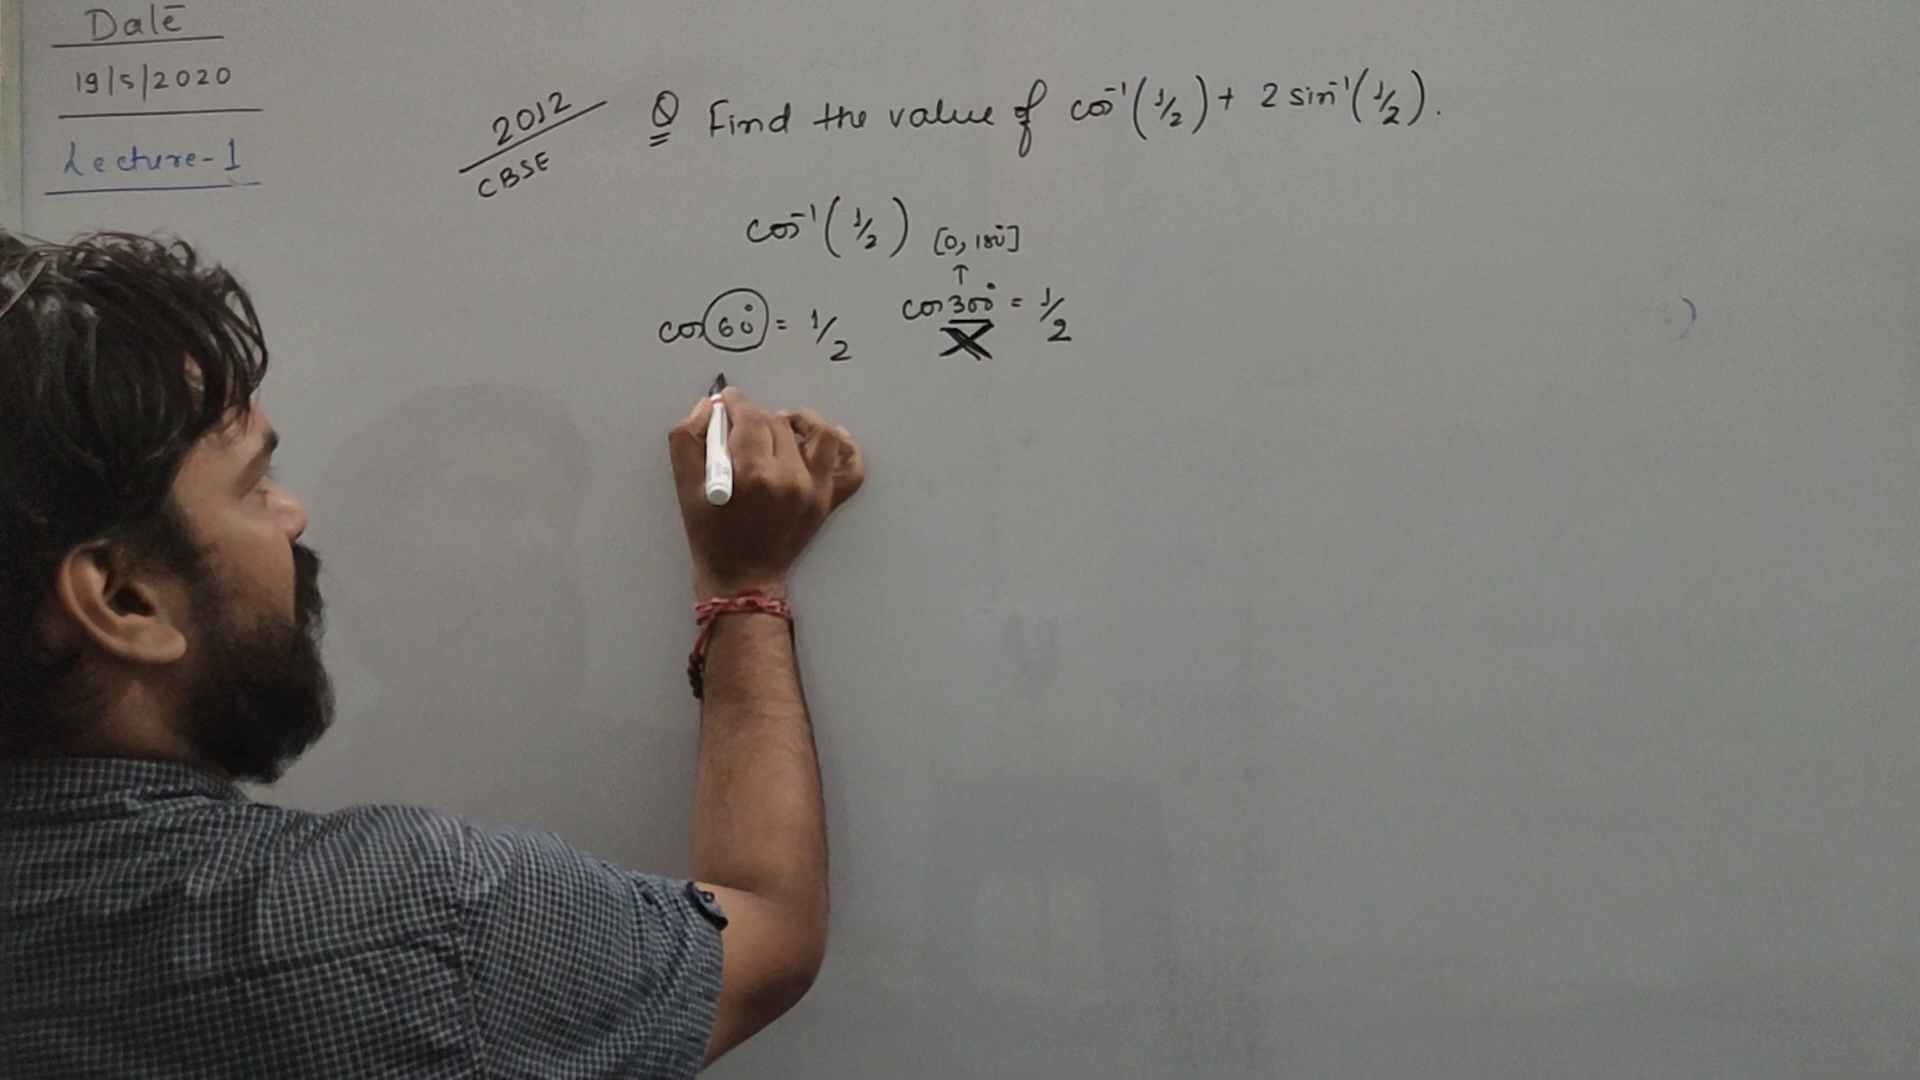 Date
19/5/2020
Lecture-1
2012
CBSE
Q Find the value of cos⁻¹(1/2) + 2 sin⁻¹(1/2).
cos⁻¹(1/2) [0, 180°]
↑
cos 60° = 1/2 cos 300° = 1/2
X